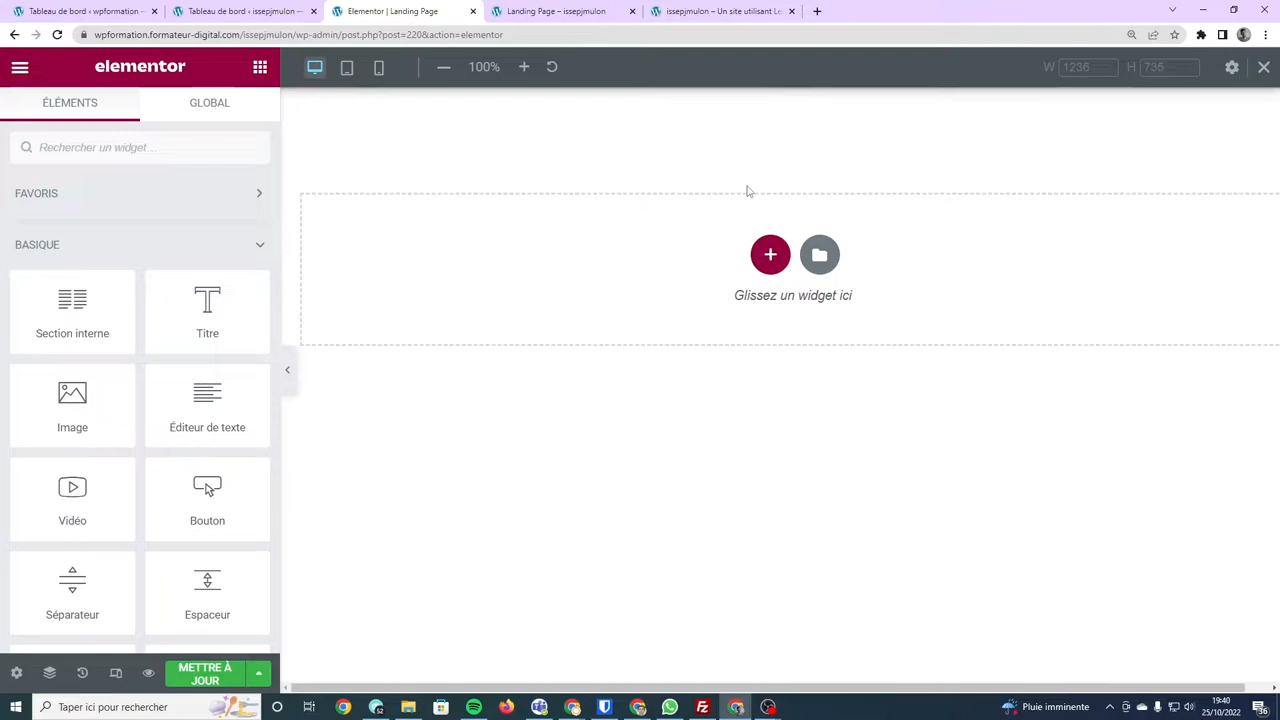 Tableau de bord ‹ wpformation –
Tableau de bord ‹ issepjmulon –
Elementor | Landing Page
Landing Page – issepjmulon
issepjmulon – Un site utilisant Le
wpformation.formateur-digital.com/issepjmulon/wp-admin/post.php?post=220&action=elementor
elementor
100%
W 1236
H 735
ÉLÉMENTS
GLOBAL
Rechercher un widget…
FAVORIS
BASIQUE
Section interne
Titre
Glissez un widget ici
Image
Éditeur de texte
Vidéo
Bouton
Séparateur
Espaceur
METTRE À
JOUR
Taper ici pour rechercher
Pluie imminente
19:40
25/10/2022